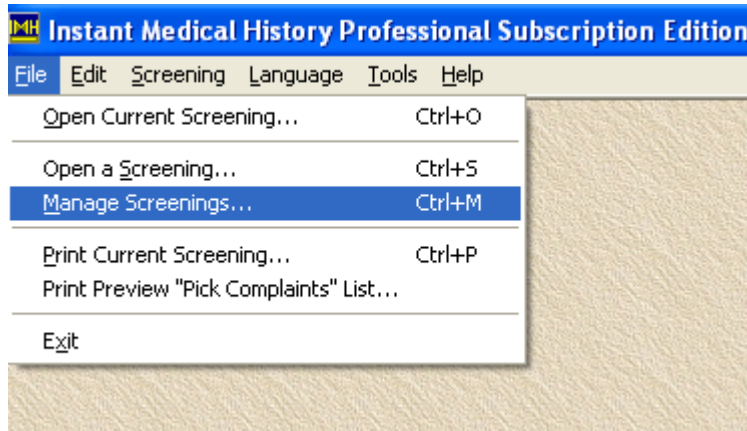 IMH Instant Medical History Professional Subscription Edition
File Edit Screening Language Tools Help
Open Current Screening... Ctrl+O
Open a Screening... Ctrl+S
Manage Screenings... Ctrl+M
Print Current Screening... Ctrl+P
Print Preview "Pick Complaints" List...
Exit